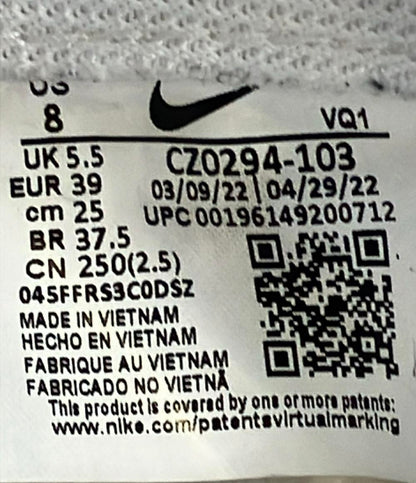 US
8
VQ1
UK 5.5
CZ0294-103
EUR 39
03/09/22 | 04/29/22
cm 25
UPC 00196149200712
BR 37.5
CN 250(2.5)
045FFRS3C0DSZ
MADE IN VIETNAM
HECHO EN VIETNAM
FABRIQUE AU VIETNAM
FABRICADO NO VIETNÃ
This product is covered by one or more patents:
www.nike.com/patentsvirtualmarking